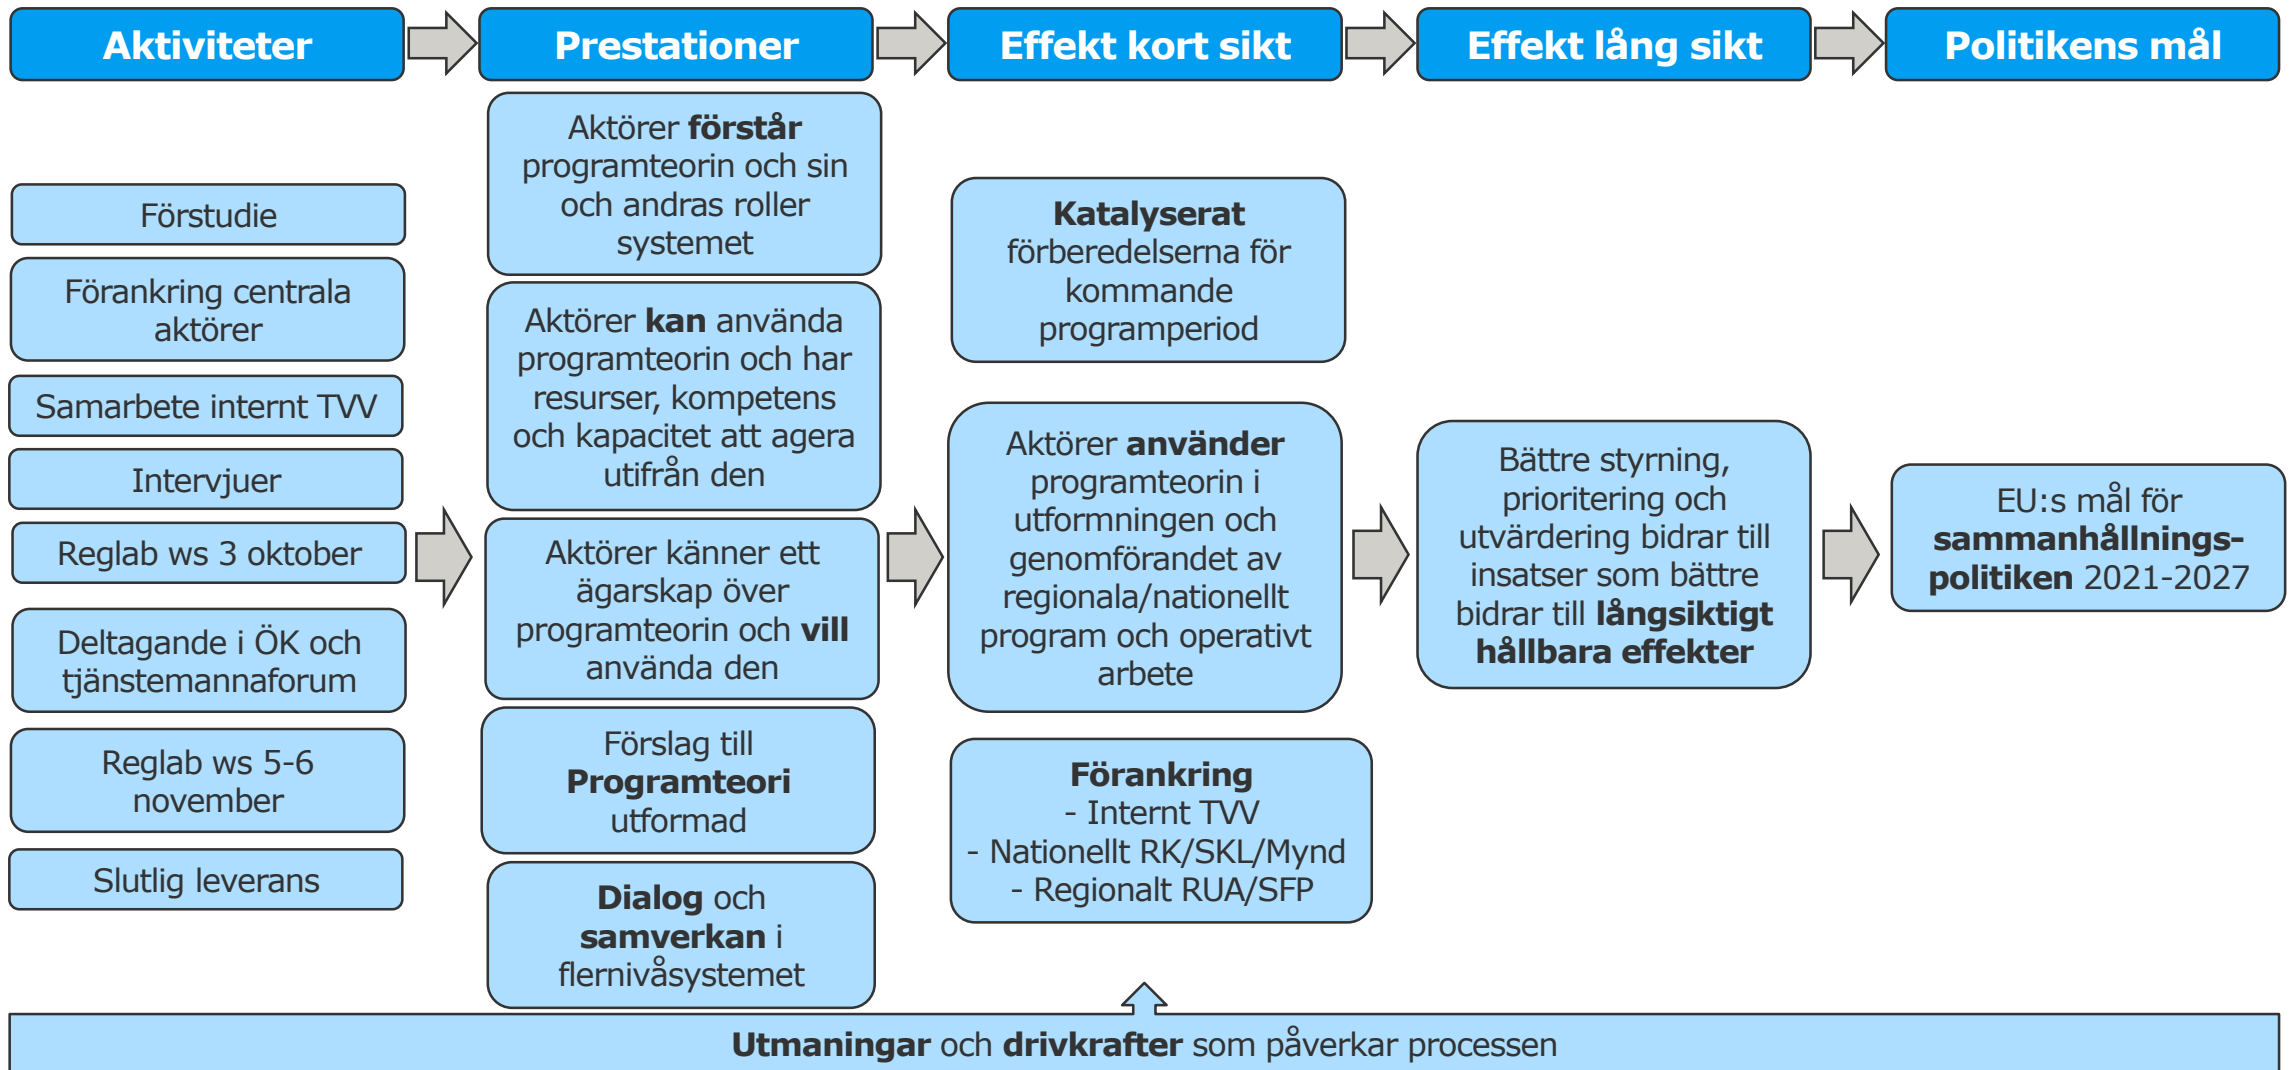 Aktiviteter
Prestationer
Effekt kort sikt
Effekt lång sikt
Politikens mål
Förstudie
Förankring centrala
aktörer
Samarbete internt TVV
Intervjuer
Reglab ws 3 oktober
Deltagande i ÖK och
tjänstemannaforum
Reglab ws 5-6
november
Slutlig leverans
Aktörer förstår
programteorin och sin
och andras roller
systemet
Aktörer kan använda
programteorin och har
resurser, kompetens
och kapacitet att agera
utifrån den
Aktörer känner ett
ägarskap över
programteorin och vill
använda den
Förslag till
Programteori
utformad
Dialog och
samverkan i
flernivåsystemet
Katalyserat
förberedelserna för
kommande
programperiod
Aktörer använder
programteorin i
utformningen och
genomförandet av
regionala/nationellt
program och operativt
arbete
Förankring
- Internt TVV
- Nationellt RK/SKL/Mynd
- Regionalt RUA/SFP
Bättre styrning,
prioritering och
utvärdering bidrar till
insatser som bättre
bidrar till långsiktigt
hållbara effekter
EU:s mål för
sammanhållnings-
politiken 2021-2027
Utmaningar och drivkrafter som påverkar processen